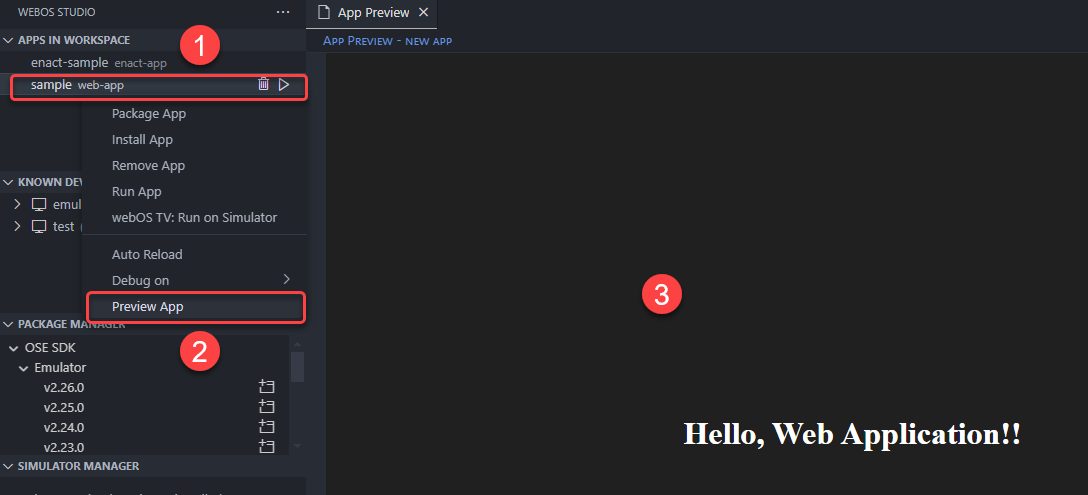 WEBOS STUDIO
APPS IN WORKSPACE
1
enact-sample enact-app
sample web-app
Package App
Install App
Remove App
Run App
webOS TV: Run on Simulator
Auto Reload
Debug on
Preview App
KNOWN DEV
emul
test
2
PACKAGE MANAGER
OSE SDK
Emulator
v2.26.0
v2.25.0
v2.24.0
v2.23.0
SIMULATOR MANAGER
App Preview
APP PREVIEW - NEW APP
3
Hello, Web Application!!